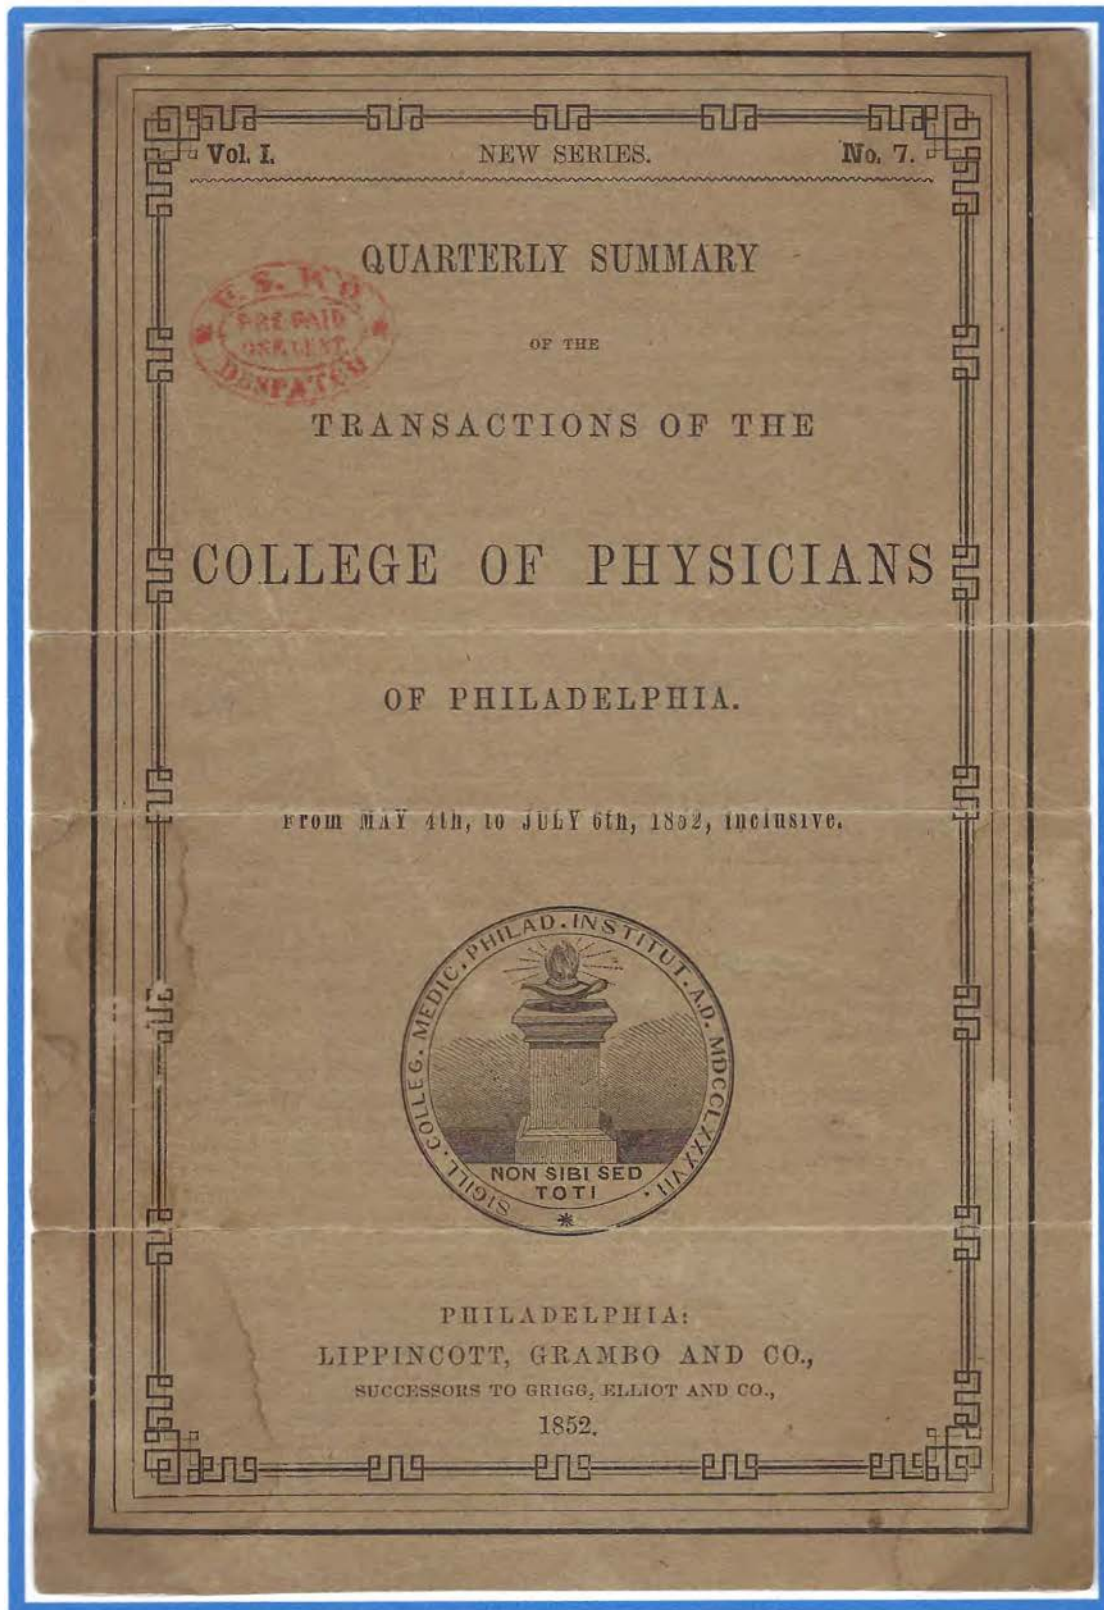 Vol. I. NEW SERIES. No. 7.
QUARTERLY SUMMARY
U. S. P. O.
PRE PAID
ONE CENT.
DESPATCH
OF THE
TRANSACTIONS OF THE
COLLEGE OF PHYSICIANS
OF PHILADELPHIA.
From MAY 4th, to JULY 6th, 1852, inclusive.
SIGILL. COLLEG. MEDIC. PHILAD. INSTITUT. A.D. MDCCLXXXVII.
NON SIBI SED
TOTI
PHILADELPHIA:
LIPPINCOTT, GRAMBO AND CO.,
SUCCESSORS TO GRIGG, ELLIOT AND CO.,
1852.